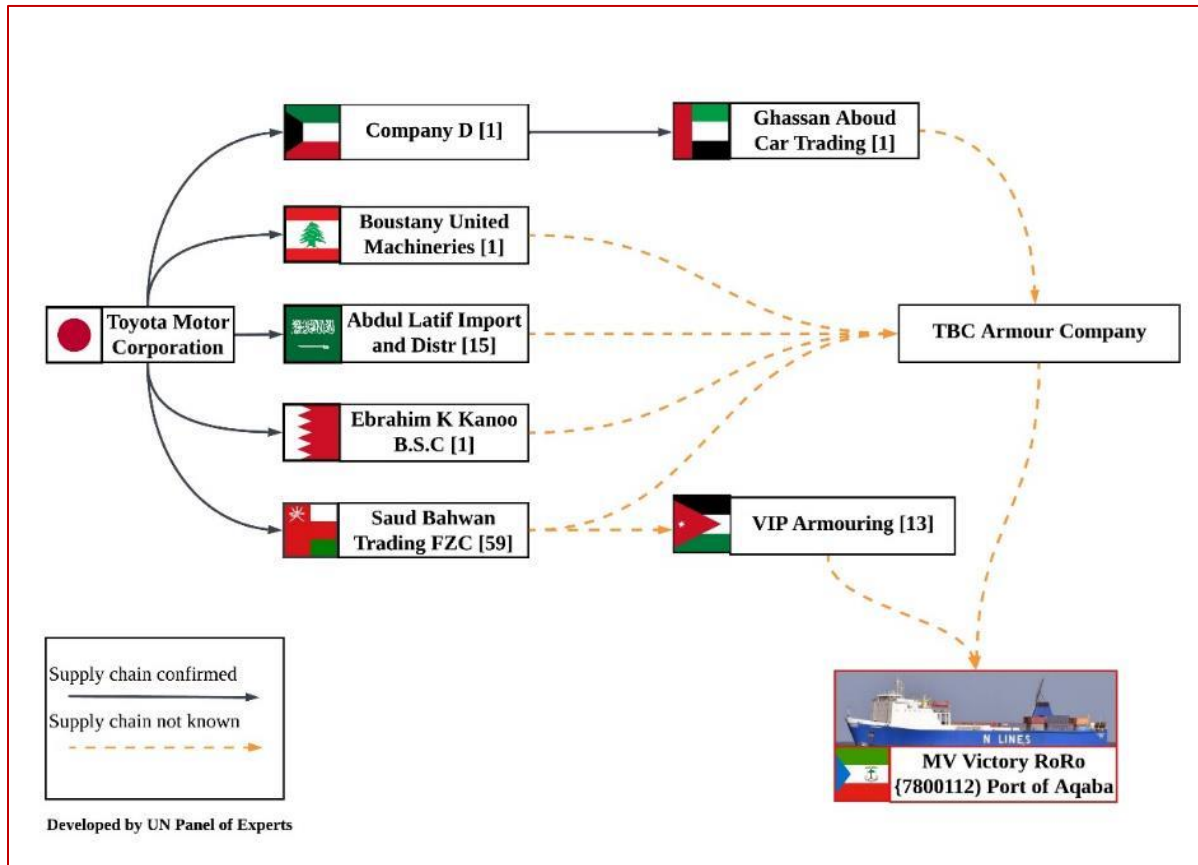 Company D [1]
Ghassan Aboud
Car Trading [1]
Boustany United
Machineries [1]
Toyota Motor
Corporation
Abdul Latif Import
and Distr [15]
TBC Armour Company
Ebrahim K Kanoo
B.S.C [1]
Saud Bahwan
Trading FZC [59]
VIP Armouring [13]
Supply chain confirmed
Supply chain not known
N LINES
MV Victory RoRo
{7800112) Port of Aqaba
Developed by UN Panel of Experts